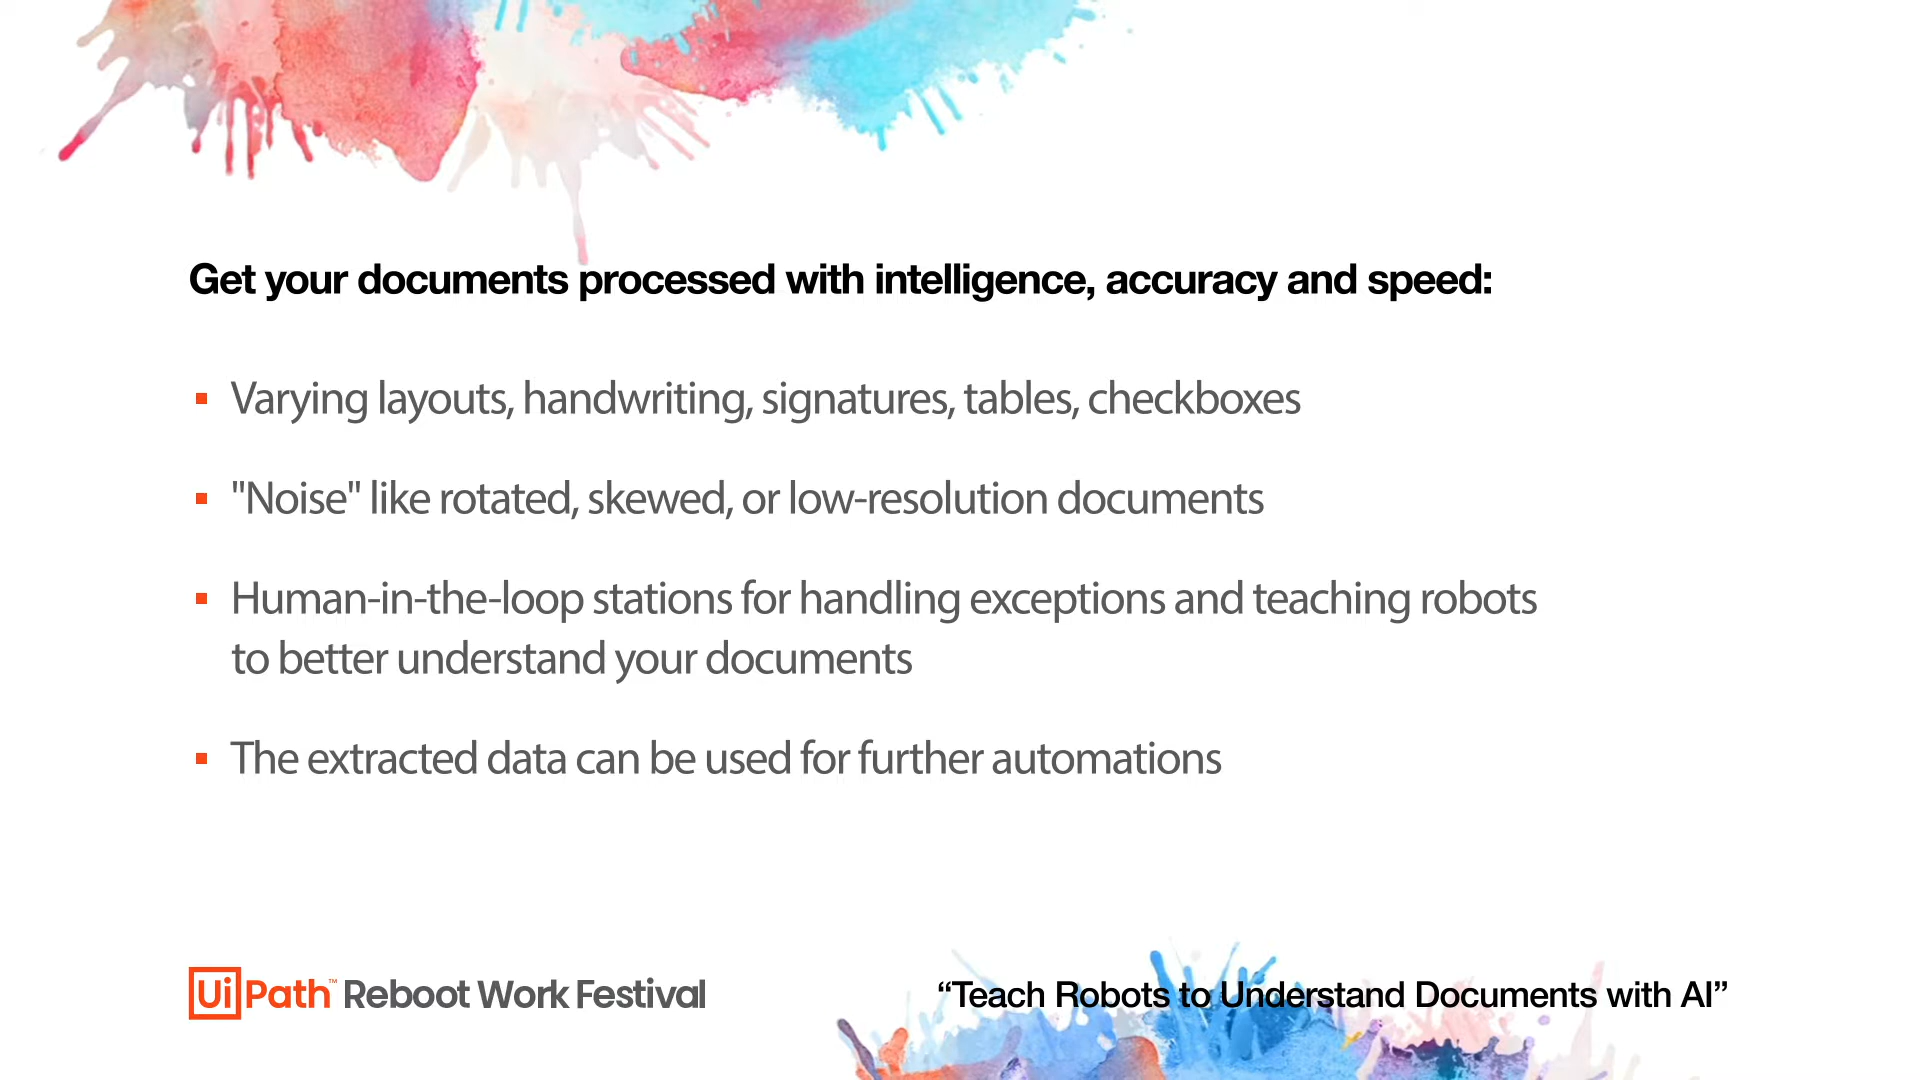 Get your documents processed with intelligence, accuracy and speed:
▪ Varying layouts, handwriting, signatures, tables, checkboxes
▪ "Noise" like rotated, skewed, or low-resolution documents
▪ Human-in-the-loop stations for handling exceptions and teaching robots
to better understand your documents
▪ The extracted data can be used for further automations
UiPath™ Reboot Work Festival
“Teach Robots to Understand Documents with AI”